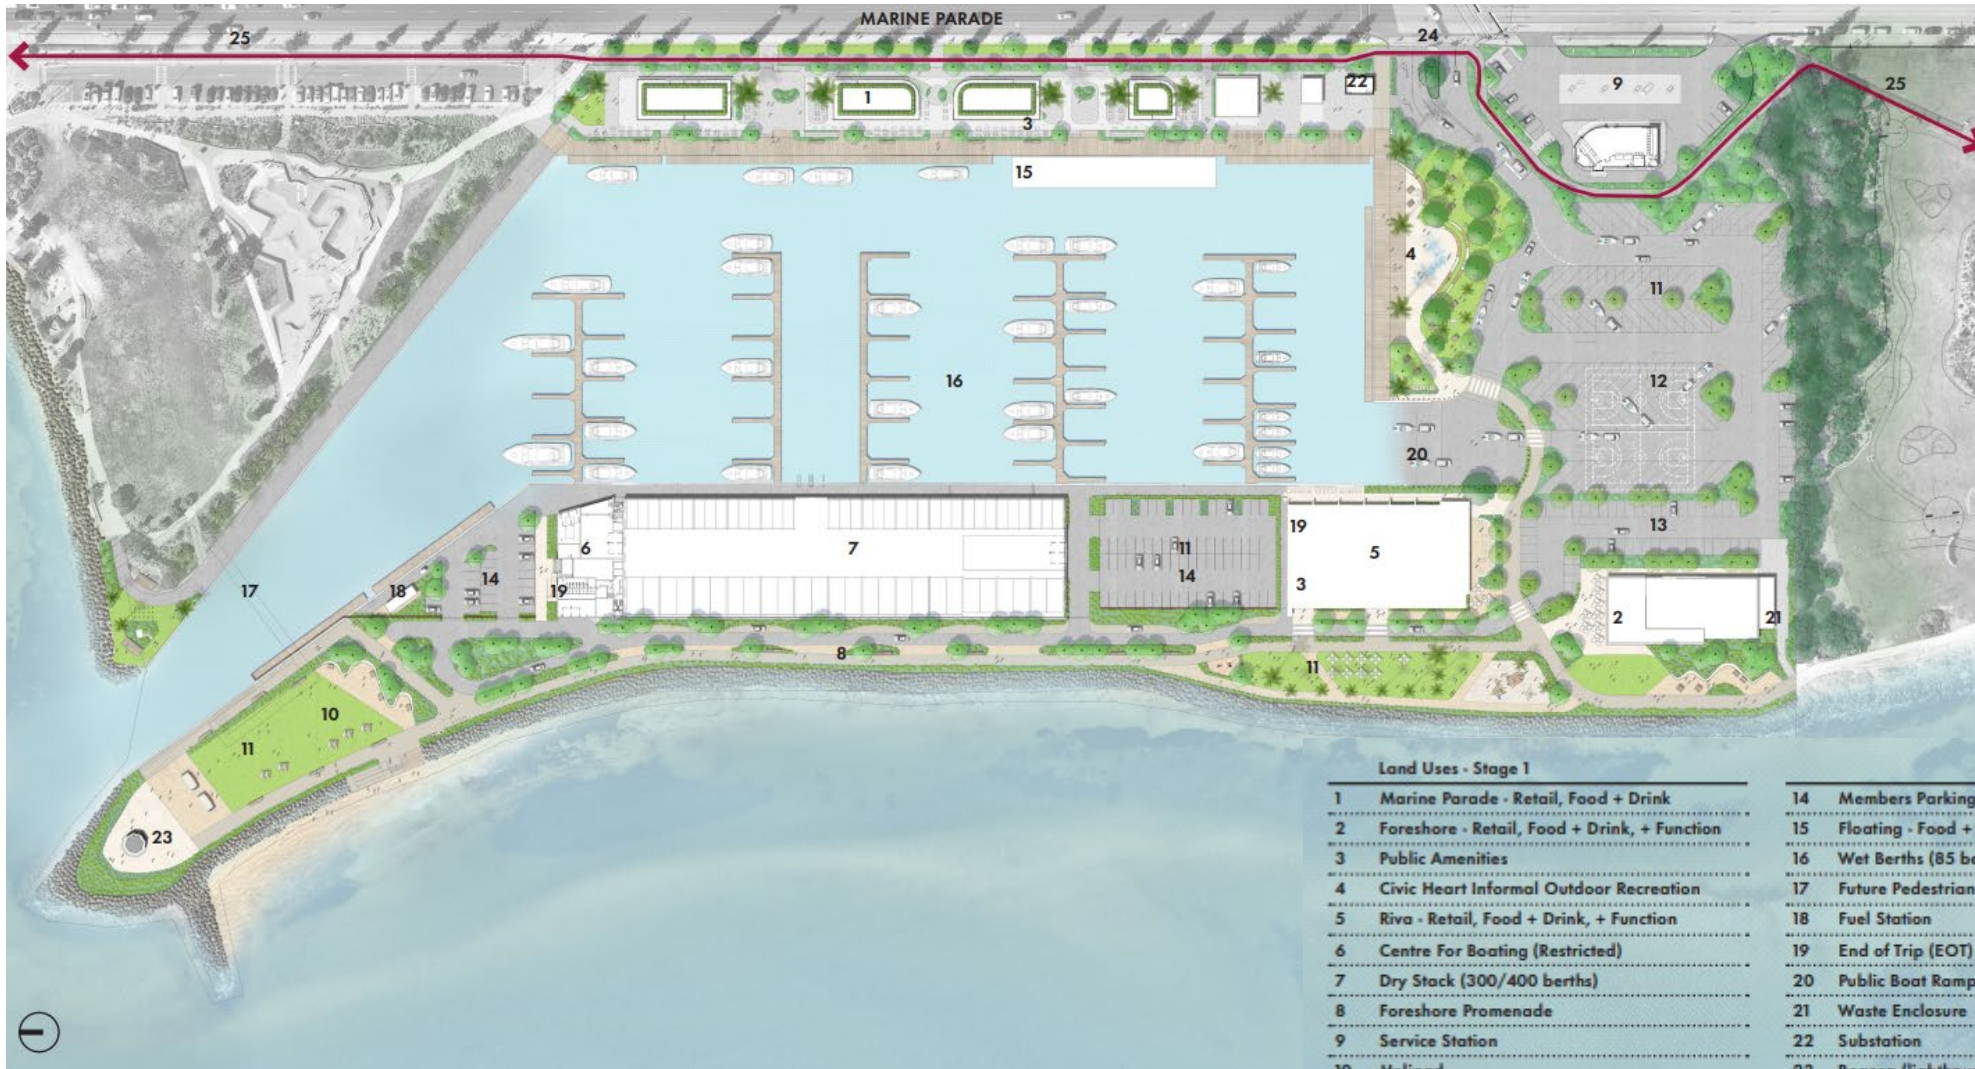 MARINE PARADE
25
24
22
9
25
1
3
15
4
11
16
12
20
19
13
6
7
11
5
17
18
14
19
14
3
2
21
8
11
10
11
23
Land Uses - Stage 1
1 Marine Parade - Retail, Food + Drink
2 Foreshore - Retail, Food + Drink, + Function
3 Public Amenities
4 Civic Heart Informal Outdoor Recreation
5 Riva - Retail, Food + Drink, + Function
6 Centre For Boating (Restricted)
7 Dry Stack (300/400 berths)
8 Foreshore Promenade
9 Service Station
14 Members Parking
15 Floating - Food +
16 Wet Berths (85 be
17 Future Pedestrian
18 Fuel Station
19 End of Trip (EOT)
20 Public Boat Ramp
21 Waste Enclosure
22 Substation